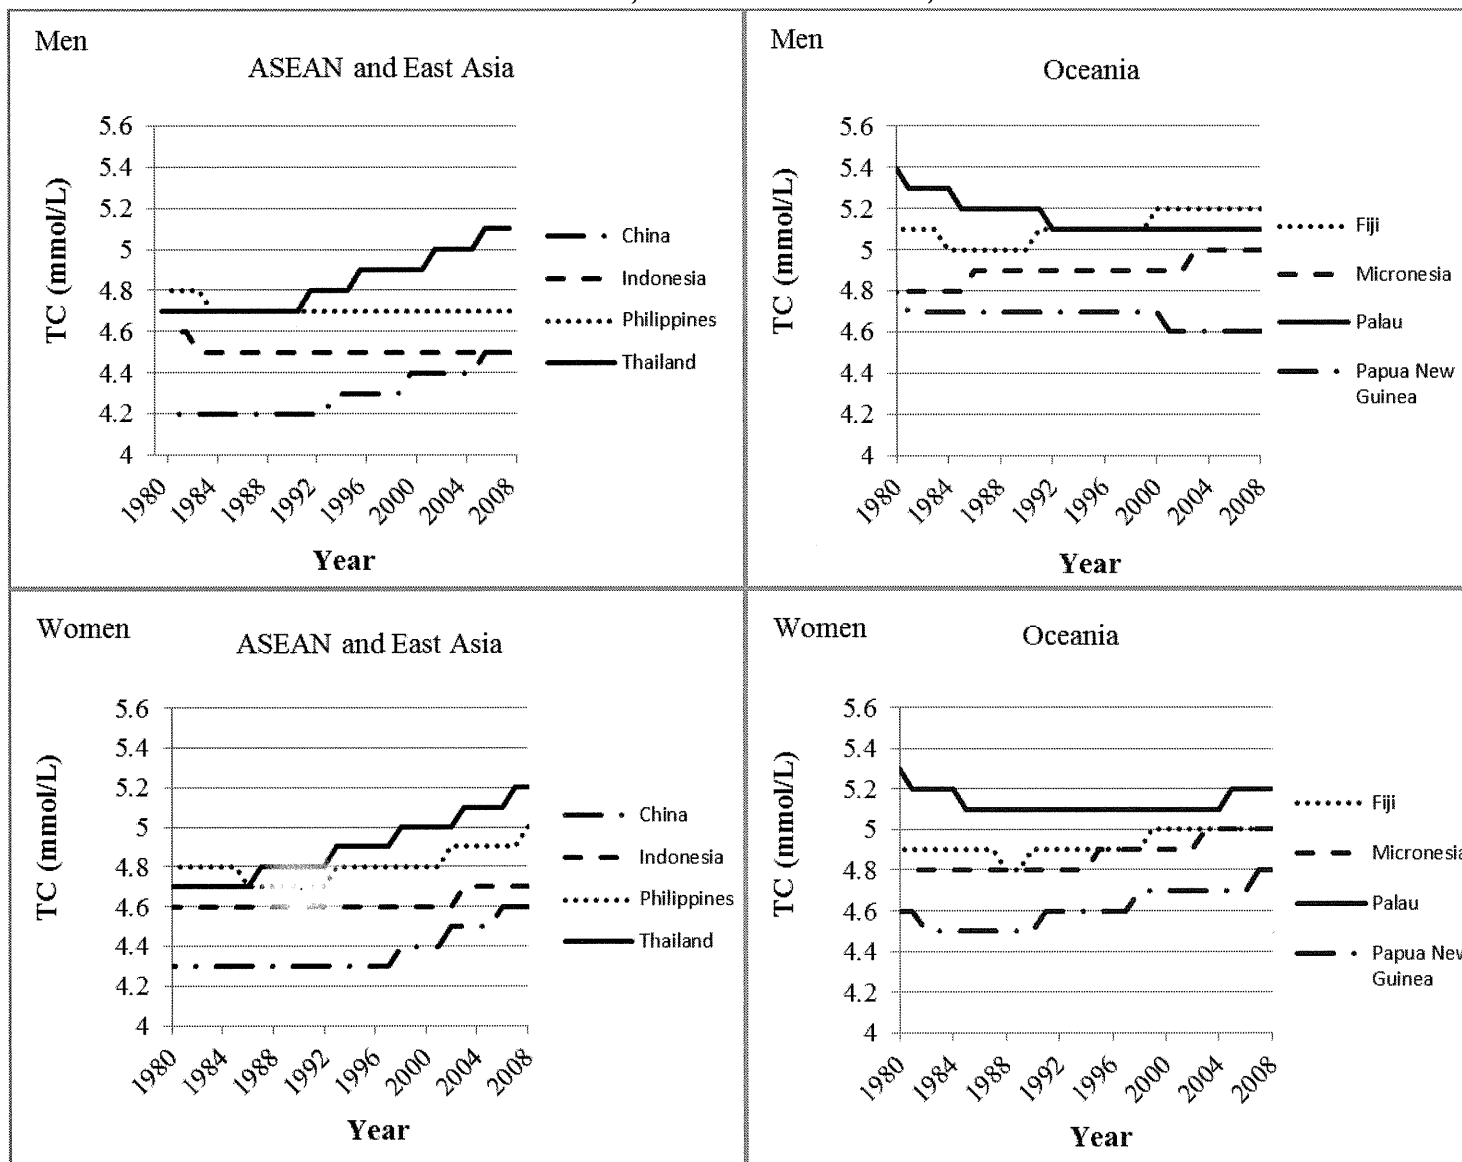 Men
ASEAN and East Asia
TC (mmol/L)
5.6
5.4
5.2
5
4.8
4.6
4.4
4.2
4
1980
1984
1988
1992
1996
2000
2004
2008
Year
China
Indonesia
Philippines
Thailand
Men
Oceania
TC (mmol/L)
5.6
5.4
5.2
5
4.8
4.6
4.4
4.2
4
1980
1984
1988
1992
1996
2000
2004
2008
Year
Fiji
Micronesia
Palau
Papua New
Guinea
Women
ASEAN and East Asia
TC (mmol/L)
5.6
5.4
5.2
5
4.8
4.6
4.4
4.2
4
1980
1984
1988
1992
1996
2000
2004
2008
Year
China
Indonesia
Philippines
Thailand
Women
Oceania
TC (mmol/L)
5.6
5.4
5.2
5
4.8
4.6
4.4
4.2
4
1980
1984
1988
1992
1996
2000
2004
2008
Year
Fiji
Micronesia
Palau
Papua New
Guinea